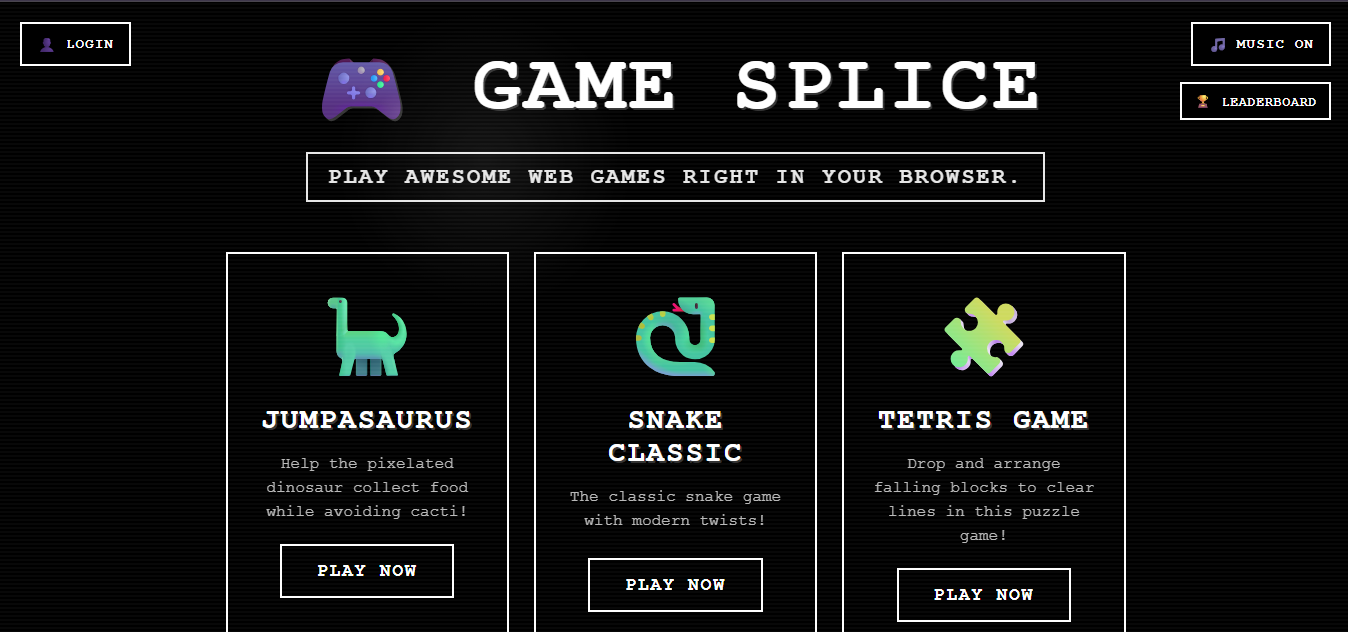 LOGIN
MUSIC ON
GAME SPLICE
LEADERBOARD
PLAY AWESOME WEB GAMES RIGHT IN YOUR BROWSER.
JUMPASAURUS
Help the pixelated
dinosaur collect food
while avoiding cacti!
PLAY NOW
SNAKE
CLASSIC
The classic snake game
with modern twists!
PLAY NOW
TETRIS GAME
Drop and arrange
falling blocks to clear
lines in this puzzle
game!
PLAY NOW